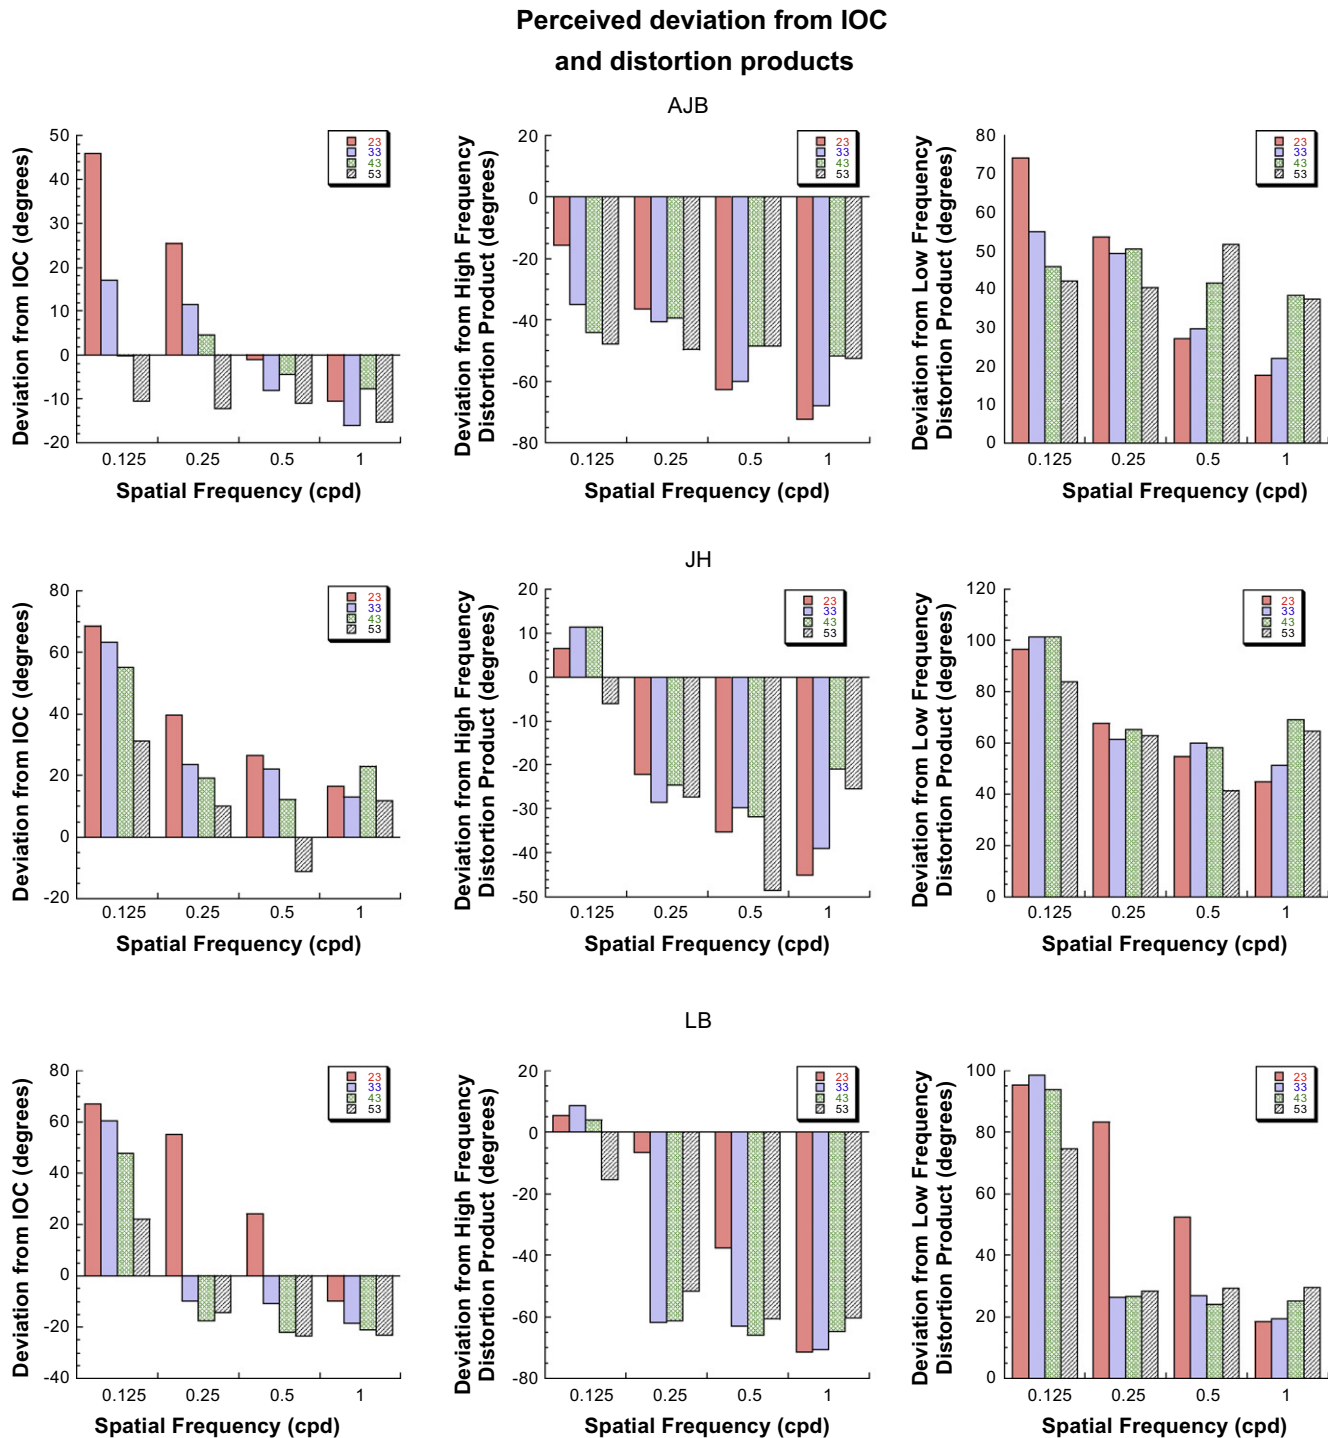 Perceived deviation from IOC
and distortion products
AJB
Deviation from IOC (degrees)
50
40
30
20
10
0
-10
-20
23
33
43
53
0.125 0.25 0.5 1
Spatial Frequency (cpd)
Deviation from High Frequency
Distortion Product (degrees)
20
0
-20
-40
-60
-80
23
33
43
53
0.125 0.25 0.5 1
Spatial Frequency (cpd)
Deviation from Low Frequency
Distortion Product (degrees)
80
70
60
50
40
30
20
10
0
23
33
43
53
0.125 0.25 0.5 1
Spatial Frequency (cpd)
JH
Deviation from IOC (degrees)
80
60
40
20
0
-20
23
33
43
53
0.125 0.25 0.5 1
Spatial Frequency (cpd)
Deviation from High Frequency
Distortion Product (degrees)
20
10
0
-10
-20
-30
-40
-50
23
33
43
53
0.125 0.25 0.5 1
Spatial Frequency (cpd)
Deviation from Low Frequency
Distortion Product (degrees)
120
100
80
60
40
20
0
23
33
43
53
0.125 0.25 0.5 1
Spatial Frequency (cpd)
LB
Deviation from IOC (degrees)
80
60
40
20
0
-20
-40
23
33
43
53
0.125 0.25 0.5 1
Spatial Frequency (cpd)
Deviation from High Frequency
Distortion Product (degrees)
20
0
-20
-40
-60
-80
23
33
43
53
0.125 0.25 0.5 1
Spatial Frequency (cpd)
Deviation from Low Frequency
Distortion Product (degrees)
100
80
60
40
20
0
23
33
43
53
0.125 0.25 0.5 1
Spatial Frequency (cpd)